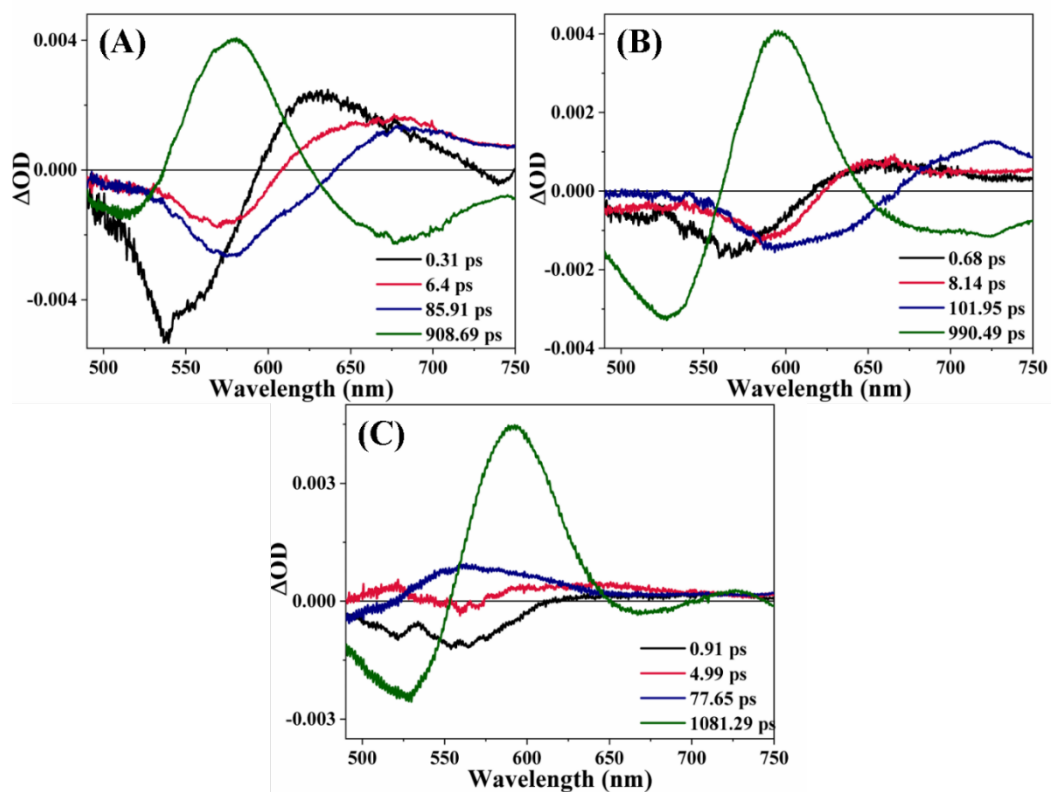 (A)
0.004
0.000
-0.004
ΔOD
0.31 ps
6.4 ps
85.91 ps
908.69 ps
500 550 600 650 700 750
Wavelength (nm)
(B)
0.004
0.002
0.000
-0.002
-0.004
ΔOD
0.68 ps
8.14 ps
101.95 ps
990.49 ps
500 550 600 650 700 750
Wavelength (nm)
(C)
0.003
0.000
-0.003
ΔOD
0.91 ps
4.99 ps
77.65 ps
1081.29 ps
500 550 600 650 700 750
Wavelength (nm)